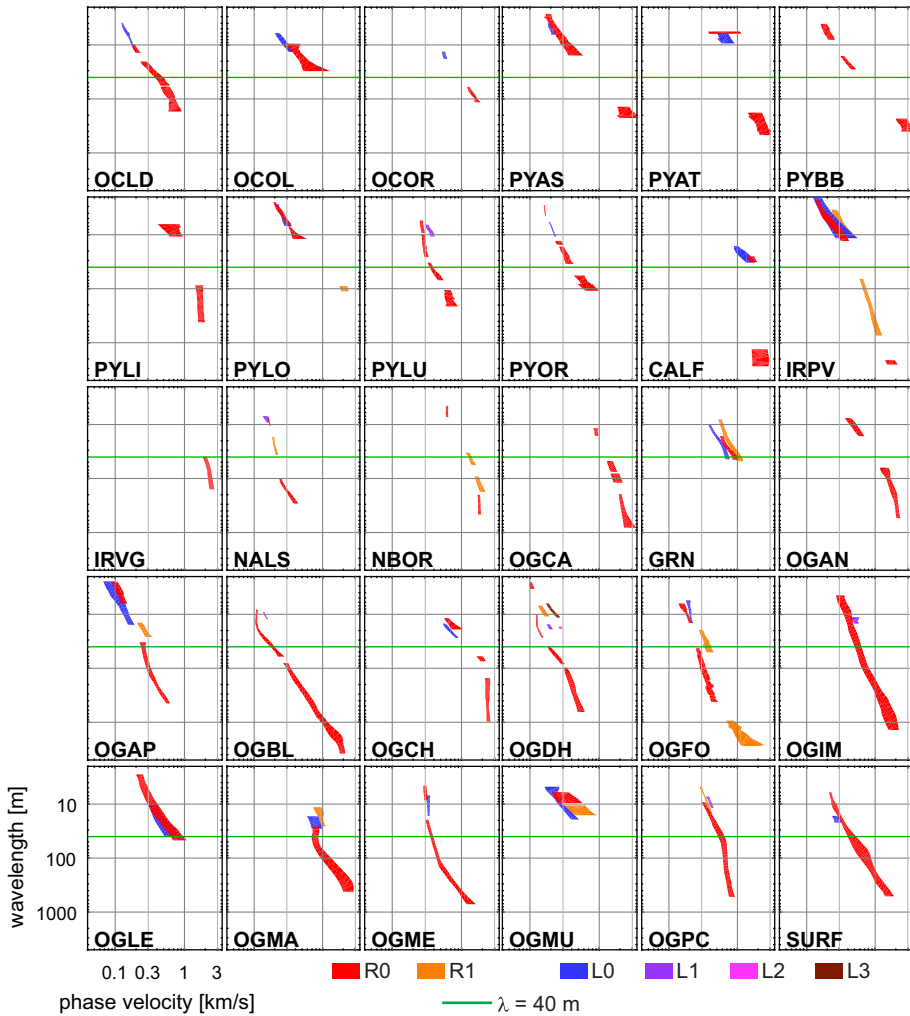 OCLD OCOL OCOR PYAS PYAT PYBB
PYLI PYLO PYLU PYOR CALF IRPV
IRVG NALS NBOR OGCA GRN OGAN
OGAP OGBL OGCH OGDH OGFO OGIM
wavelength [m]
10
100
1000
OGLE OGMA OGME OGMU OGPC SURF
0.1 0.3 1 3
R0 R1 L0 L1 L2 L3
phase velocity [km/s]
λ = 40 m